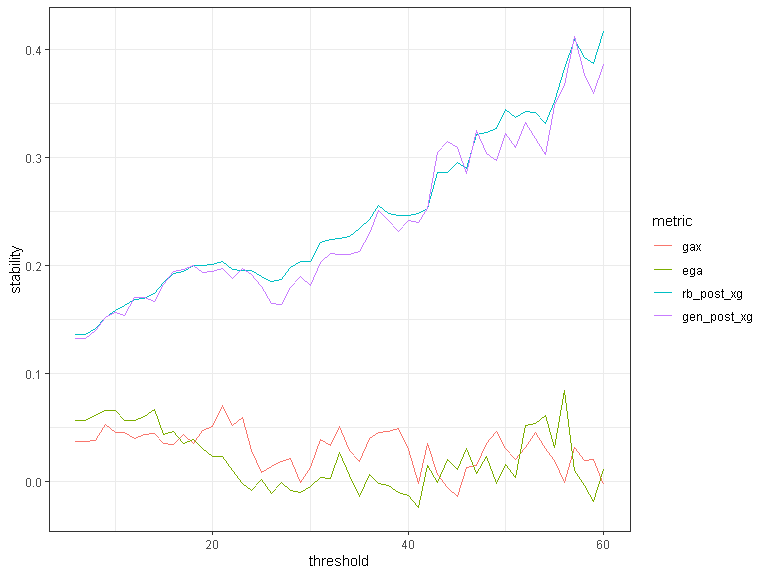 0.4
0.3
0.2
0.1
0.0
stability
20
40
60
threshold
metric
gax
ega
rb_post_xg
gen_post_xg